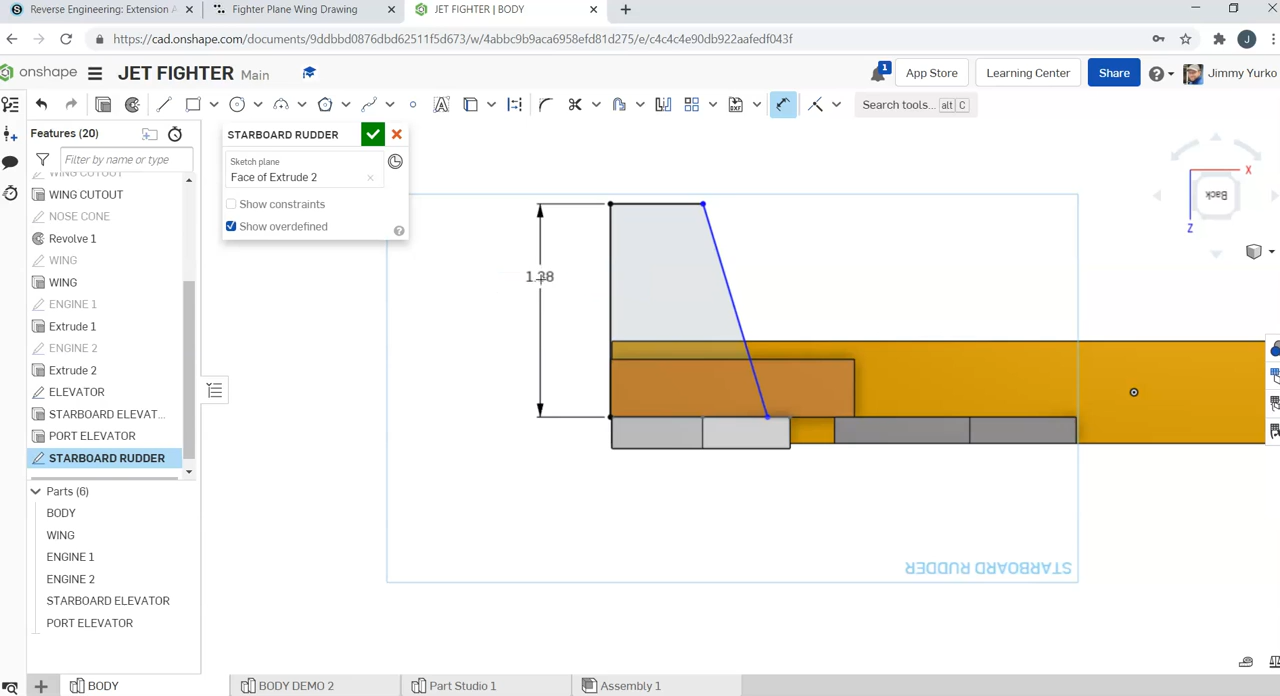 Reverse Engineering: Extension A
Fighter Plane Wing Drawing
JET FIGHTER | BODY
https://cad.onshape.com/documents/9ddbbd0876dbd62511f5d673/w/4abbc9b9aca6958efd81d275/e/c4c4c4e90db922aafedf043f
J
onshape
JET FIGHTER Main
1
App Store
Learning Center
Share
Jimmy Yurko
Search tools... alt C
Features (20)
Filter by name or type
WING CUTOUT
WING CUTOUT
NOSE CONE
Revolve 1
WING
WING
ENGINE 1
Extrude 1
ENGINE 2
Extrude 2
ELEVATOR
STARBOARD ELEVAT...
PORT ELEVATOR
STARBOARD RUDDER
Parts (6)
BODY
WING
ENGINE 1
ENGINE 2
STARBOARD ELEVATOR
PORT ELEVATOR
STARBOARD RUDDER
Sketch plane
Face of Extrude 2
Show constraints
Show overdefined
1.38
STARBOARD RUDDER
X
Back
Z
BODY
BODY DEMO 2
Part Studio 1
Assembly 1